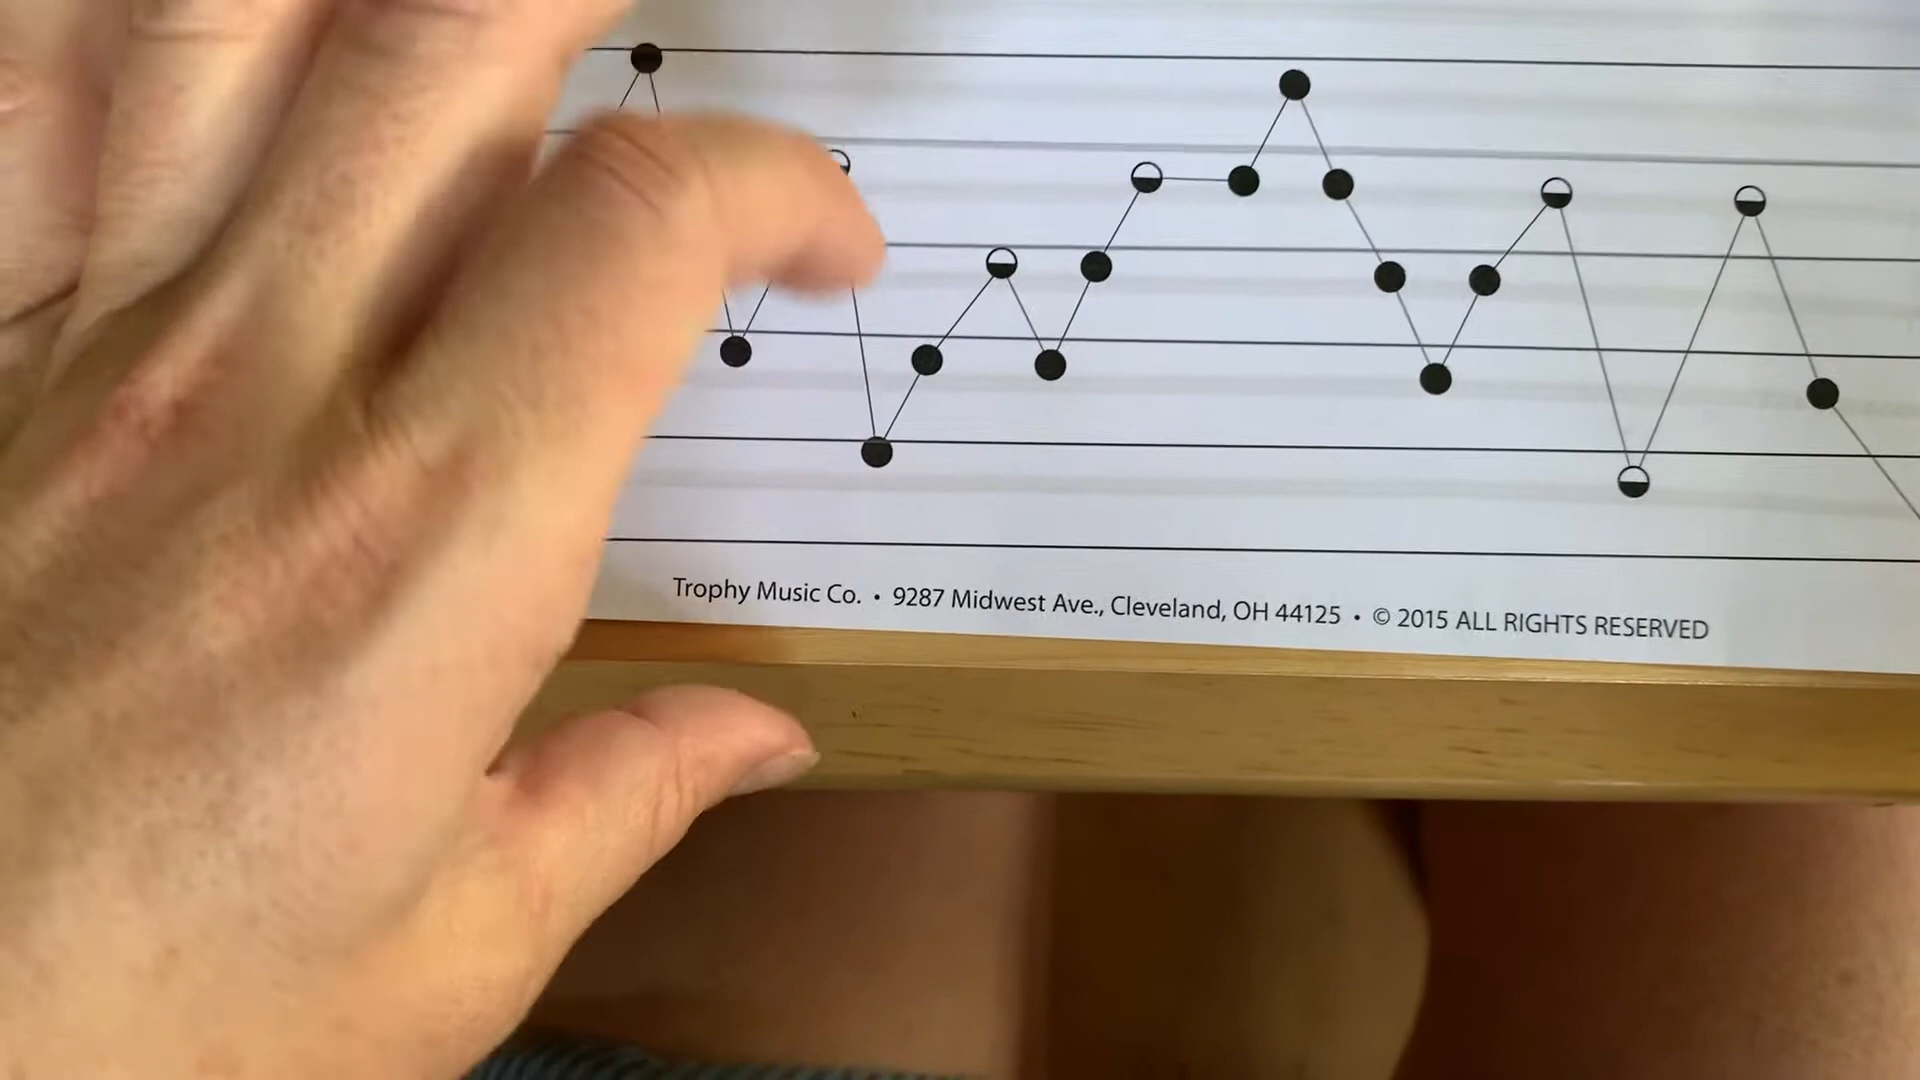 Trophy Music Co. • 9287 Midwest Ave., Cleveland, OH 44125 • © 2015 ALL RIGHTS RESERVED